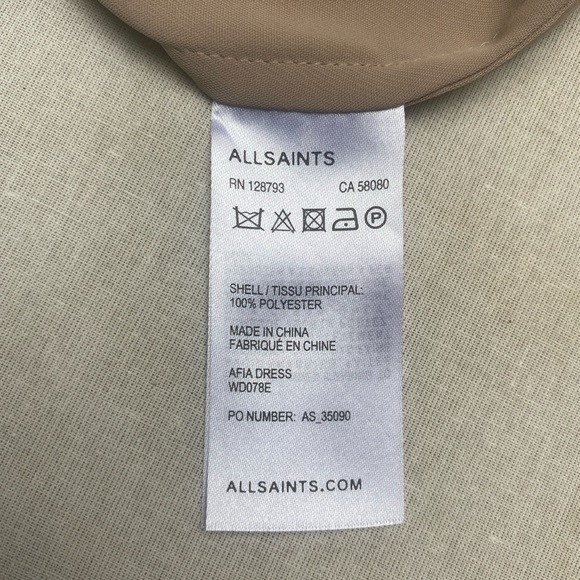 ALLSAINTS
RN 128793 CA 58080
P
SHELL / TISSU PRINCIPAL:
100% POLYESTER
MADE IN CHINA
FABRIQUÉ EN CHINE
AFIA DRESS
WD078E
PO NUMBER: AS_35090
ALLSAINTS.COM